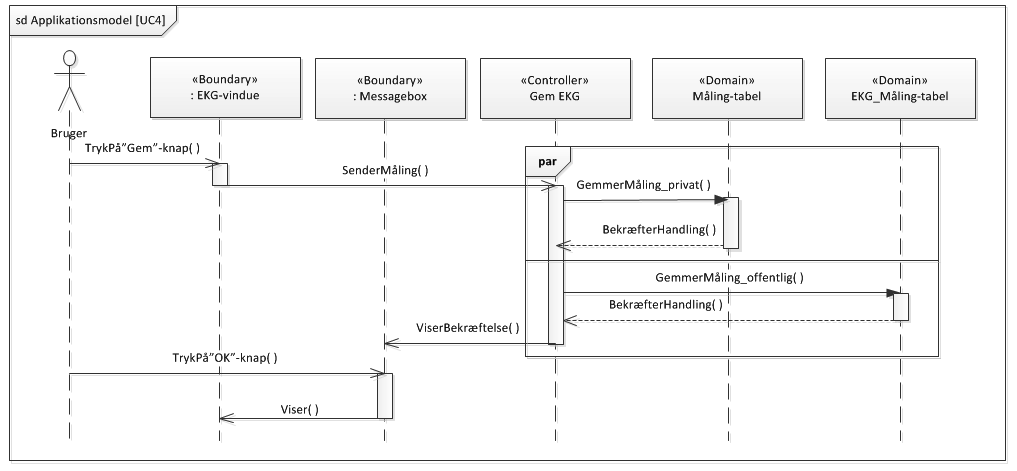 sd Applikationsmodel [UC4]
«Boundary»
: EKG-vindue
«Boundary»
: Messagebox
«Controller»
Gem EKG
«Domain»
Måling-tabel
«Domain»
EKG_Måling-tabel
Bruger
TrykPå”Gem”-knap( )
par
SenderMåling( )
GemmerMåling_privat( )
BekræfterHandling( )
GemmerMåling_offentlig( )
BekræfterHandling( )
ViserBekræftelse( )
TrykPå”OK”-knap( )
Viser( )